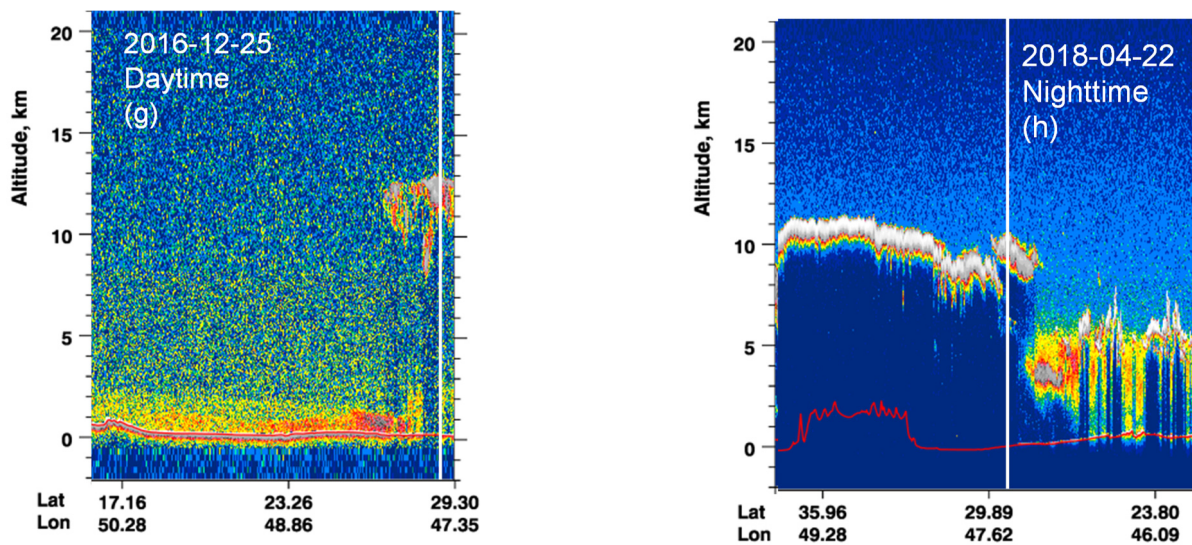 20
15
10
5
0
Altitude, km
2016-12-25
Daytime
(g)
Lat 17.16 23.26 29.30
Lon 50.28 48.86 47.35
20
15
10
5
0
Altitude, km
2018-04-22
Nighttime
(h)
Lat 35.96 29.89 23.80
Lon 49.28 47.62 46.09